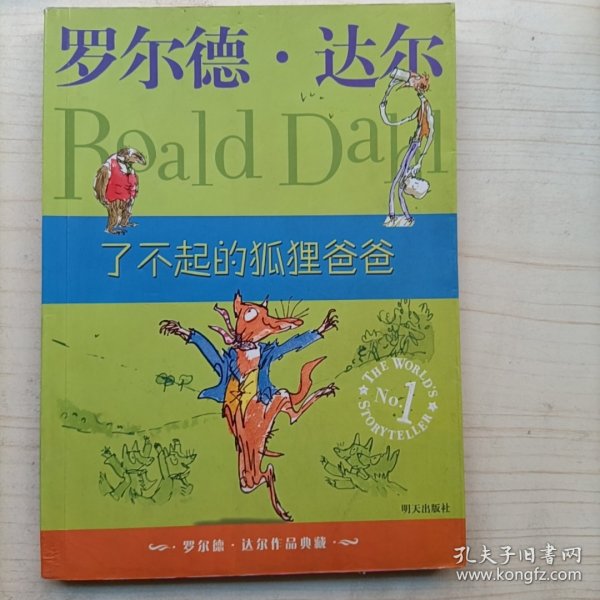 罗尔德·达尔
Roald Dahl
了不起的狐狸爸爸
THE WORLD'S
No.1
STORYTELLER
明天出版社
罗尔德·达尔作品典藏
孔夫子旧书网
www.kongfz.com